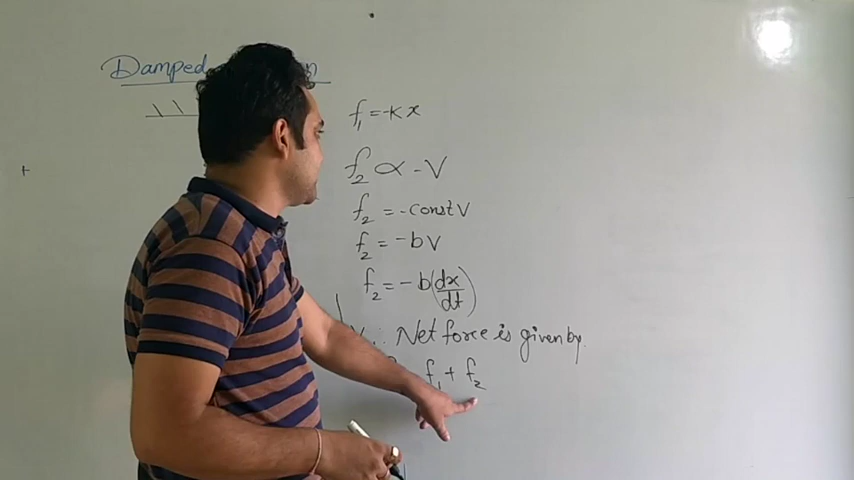 Damped
f₁ = -kx
f₂ ∝ -V
f₂ = -const V
f₂ = -bV
f₂ = -b(dx/dt)
∴ Net force is given by.
f₁ + f₂